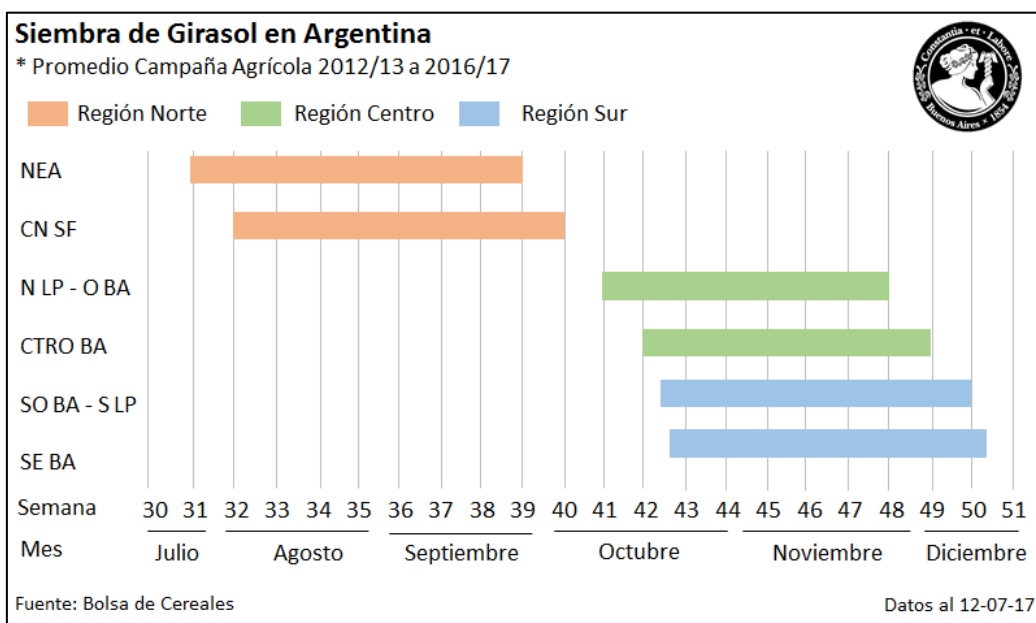 Siembra de Girasol en Argentina
* Promedio Campaña Agrícola 2012/13 a 2016/17
Constantia · et · Labore
Buenos Aires × 1854
Región Norte Región Centro Región Sur
NEA
CN SF
N LP - O BA
CTRO BA
SO BA - S LP
SE BA
Semana 30 31 32 33 34 35 36 37 38 39 40 41 42 43 44 45 46 47 48 49 50 51
Mes Julio Agosto Septiembre Octubre Noviembre Diciembre
Fuente: Bolsa de Cereales Datos al 12-07-17